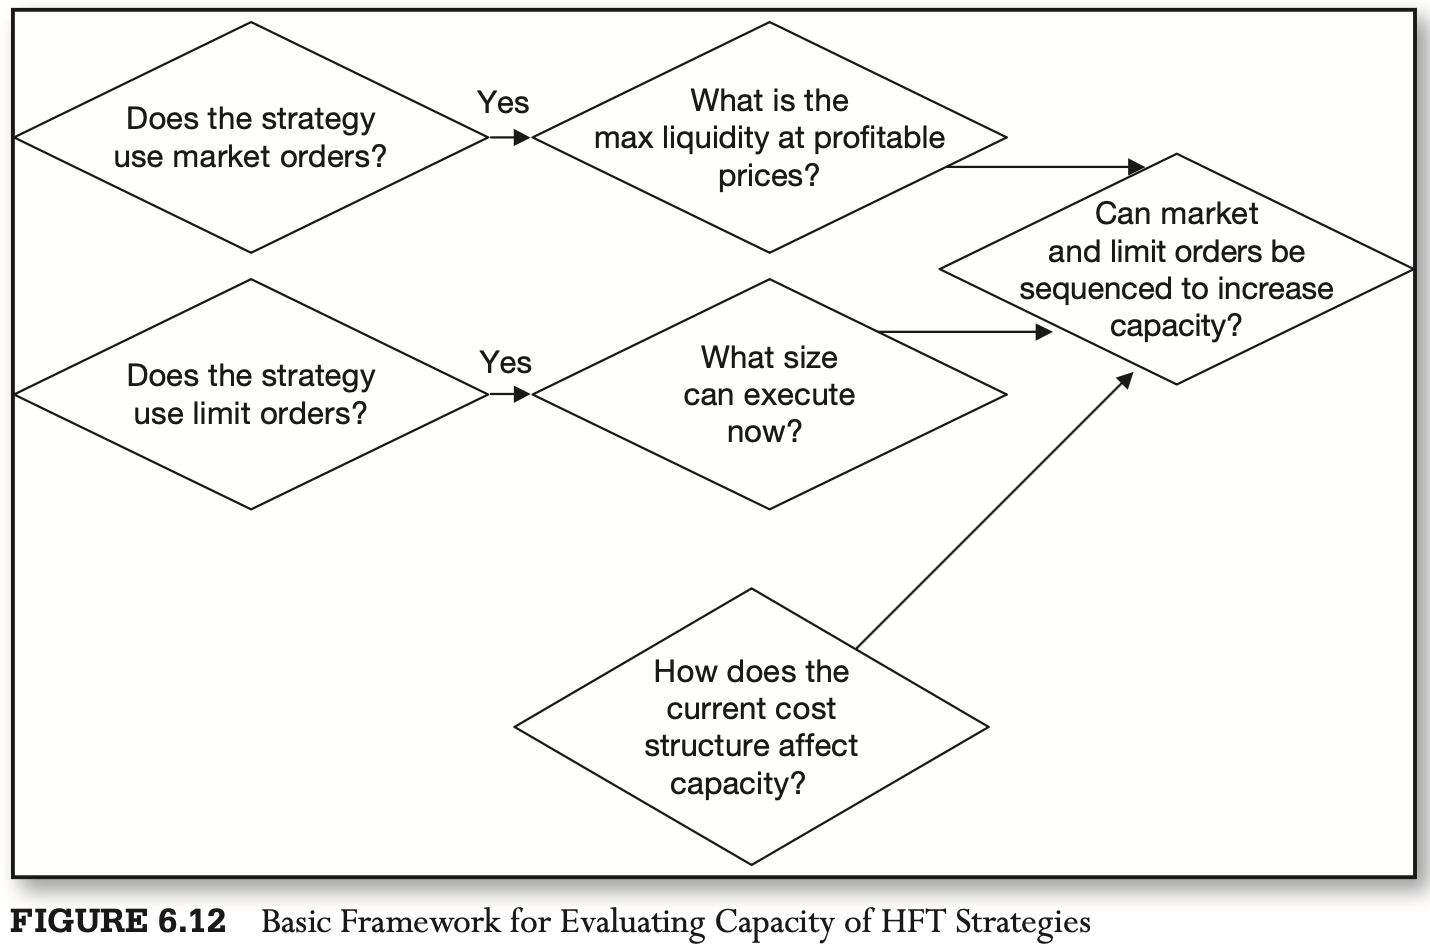 Does the strategy
use market orders?
Yes
What is the
max liquidity at profitable
prices?
Can market
and limit orders be
sequenced to increase
capacity?
Does the strategy
use limit orders?
Yes
What size
can execute
now?
How does the
current cost
structure affect
capacity?
FIGURE 6.12 Basic Framework for Evaluating Capacity of HFT Strategies